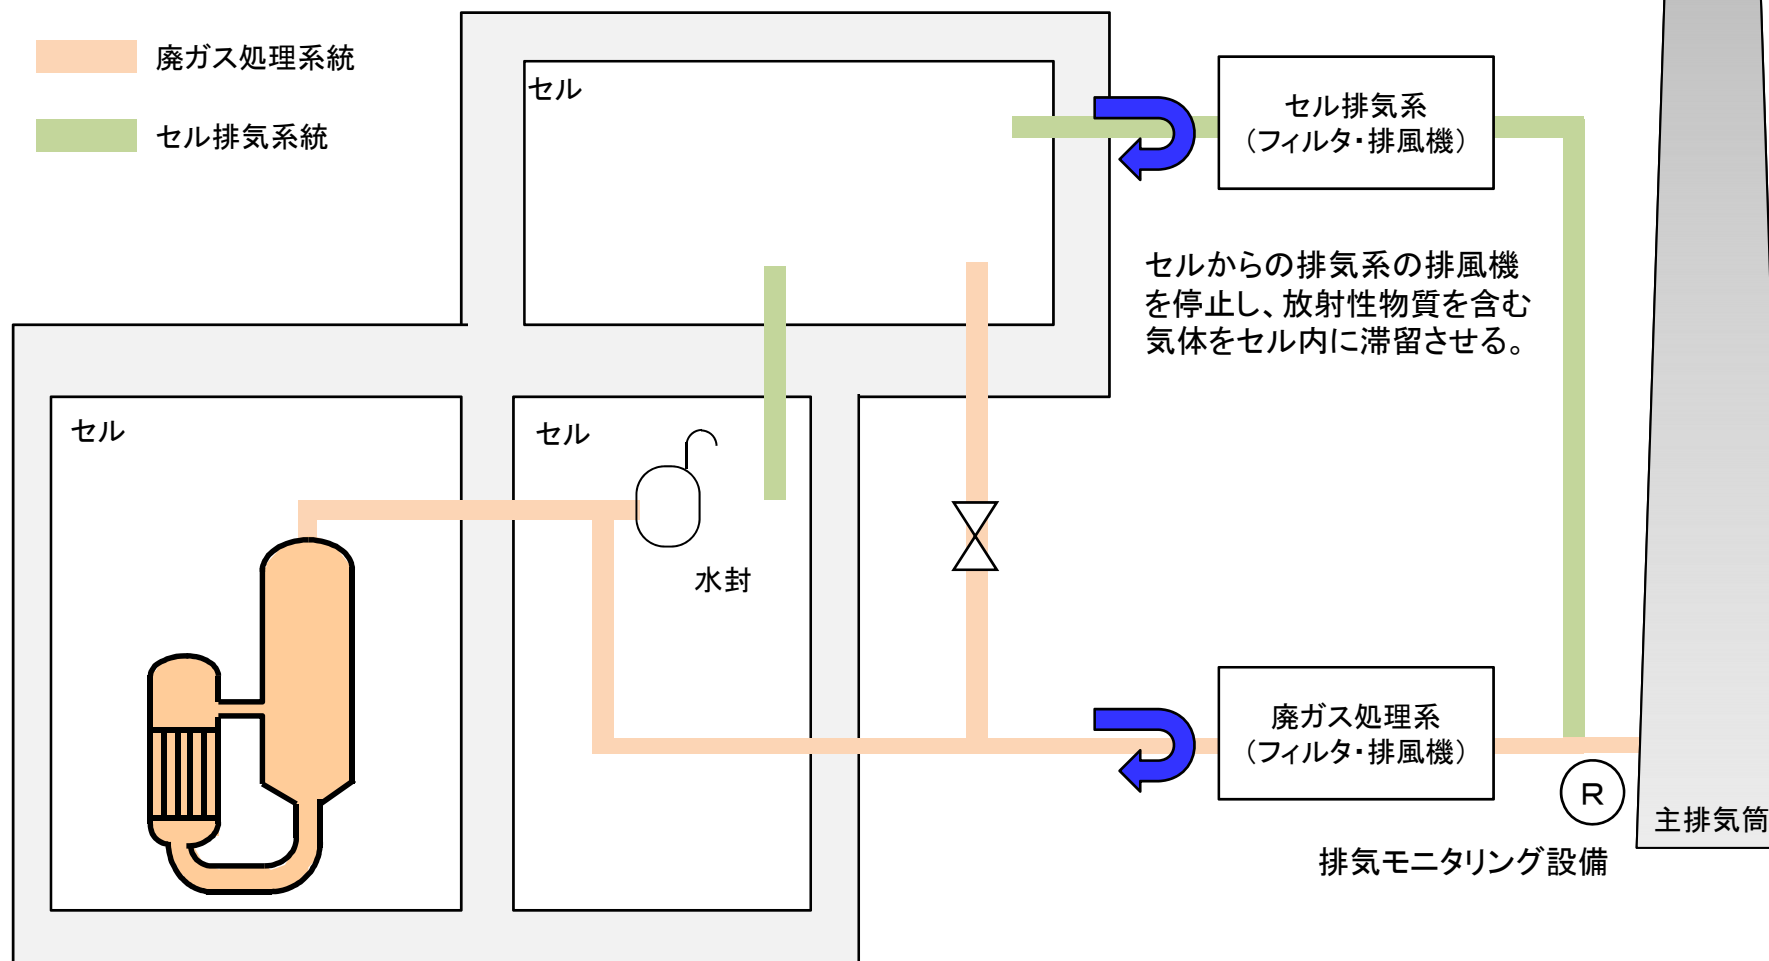 廃ガス処理系統
セル排気系統
セル
セル排気系
(フィルタ・排風機)
セルからの排気系の排風機
を停止し、放射性物質を含む
気体をセル内に滞留させる。
セル
セル
水封
廃ガス処理系
(フィルタ・排風機)
R
主排気筒
排気モニタリング設備